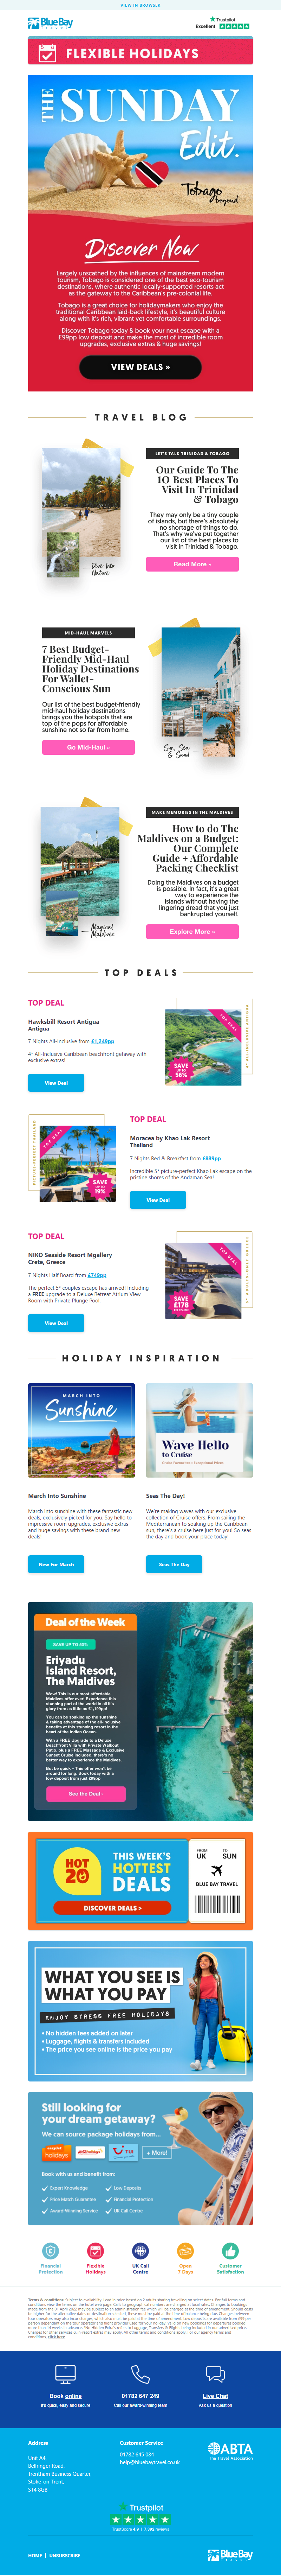 VIEW IN BROWSER
Blue Bay
TRAVEL
Trustpilot
Excellent
FLEXIBLE HOLIDAYS
THE SUNDAY
Edit.
Tobago
beyond
Discover Now
Largely uncharted by the influences of mainstream modern
tourism, Tobago is considered one of the best eco-tourism
destinations, where authentic locally-supported resorts act
as the gateway to the Caribbean's pre-colonial life.
Tobago is a great choice for holidaymakers who enjoy the
traditional Caribbean laid-back lifestyle, it's beautiful culture
along with it's rich, vibrant yet comfortable surroundings.
Discover Tobago today & book your next escape with a
£99pp low deposit and make the most of incredible room
upgrades, exclusive extras & huge savings!
VIEW DEALS »
TRAVEL BLOG
LET'S TALK TRINIDAD & TOBAGO
Our Guide To The
10 Best Places To
Visit In Trinidad
& Tobago
They may only be a tiny couple
of islands, but there's absolutely
no shortage of things to do.
That's why we've put together
our list of the best places to
visit in Trinidad & Tobago.
Read More »
Dive Into
Nature
MID-HAUL MARVELS
7 Best Budget-
Friendly Mid-Haul
Holiday Destinations
For Wallet-
Conscious Sun
Our list of the best budget-friendly
mid-haul holiday destinations
brings you the hotspots that are
top of the pops for affordable
sunshine not so far from home.
Go Mid-Haul »
Sun, Sea
& Sand
MAKE MEMORIES IN THE MALDIVES
How to do The
Maldives on a Budget:
Our Complete
Guide + Affordable
Packing Checklist
Doing the Maldives on a budget
is possible. In fact, it's a great
way to experience the
islands without having the
lingering dread that you just
bankrupted yourself.
Explore More »
Magical
Maldives
TOP DEALS
TOP DEAL
Hawksbill Resort Antigua
Antigua
7 Nights All-Inclusive from £1,249pp
4* All-Inclusive Caribbean beachfront getaway with
exclusive extras!
View Deal
TOP DEAL
SAVE
UP TO
56%
TOP DEAL
Moracea by Khao Lak Resort
Thailand
7 Nights Bed & Breakfast from £889pp
Incredible 5* picture-perfect Khao Lak escape on the
pristine shores of the Andaman Sea!
View Deal
PICTURE PERFECT THAILAND
TOP DEAL
SAVE
UP TO
19%
TOP DEAL
NIKO Seaside Resort Mgallery
Crete, Greece
7 Nights Half Board from £749pp
The perfect 5* couples escape has arrived! Including
a FREE upgrade to a Deluxe Retreat Atrium View
Room with Private Plunge Pool.
View Deal
TOP DEAL
SAVE
£178
HOLIDAY INSPIRATION
MARCH INTO
Sunshine
Wave Hello
to Cruise
March Into Sunshine
March into sunshine with these fantastic new
deals, exclusively picked for you. Say hello to
impressive room upgrades, exclusive extras
and huge savings with these brand new
deals!
New For March
Seas The Day!
We're making waves with our exclusive
collection of Cruise offers. From sailing the
Mediterranean to soaking up the Caribbean
sun, there's a cruise here just for you! So seas
the day and book your place today!
Seas The Day
Deal of the Week
SAVE UP TO 50%
Eriyadu
Island Resort,
The Maldives
Wow! This is our most affordable
Maldives offer ever! Experience this
stunning part of the world in all it's
glory from as little as £1,199pp!
You can be soaking up the sunshine
& taking advantage of the all-inclusive
benefits at this stunning resort in the
heart of the Indian Ocean.
With a FREE Upgrade to a Deluxe
Beachfront Villa with Private Walkout
Patio, plus a FREE Massage & Exclusive
Sunset Cruise included, there's no
better way to experience the Maldives.
But be quick - This offer won't be
around for long. Book today with a
low deposit from just £99pp
See the Deal ›
HOT
20
THIS WEEK'S
HOTTEST
DEALS
DISCOVER DEALS >
FROM
UK
TO
SUN
BLUE BAY TRAVEL
WHAT YOU SEE IS
WHAT YOU PAY
ENJOY STRESS FREE HOLIDAYS
• No hidden fees added on later
• Luggage, flights & transfers included
• The price you see online is the price you pay
Still looking for
your dream getaway?
We can source package holidays from...
easyJet
holidays
Jet2holidays
TUI
+ More!
Book with us and benefit from:
Expert Knowledge
Low Deposits
Price Match Guarantee
Financial Protection
Award-Winning Service
UK Call Centre
Financial
Protection
Flexible
Holidays
UK Call
Centre
Open
7 Days
Customer
Satisfaction
Book online
It's quick, easy and secure
01782 647 249
Call our award-winning team
Live Chat
Ask us a question
Address
Unit A4,
Bellringer Road,
Trentham Business Quarter,
Stoke-on-Trent,
ST4 8GB
Customer Service
01782 645 084
help@bluebaytravel.co.uk
ABTA
The Travel Association
Trustpilot
TrustScore 4.9 | 7,393 reviews
HOME | UNSUBSCRIBE
Blue Bay
TRAVEL